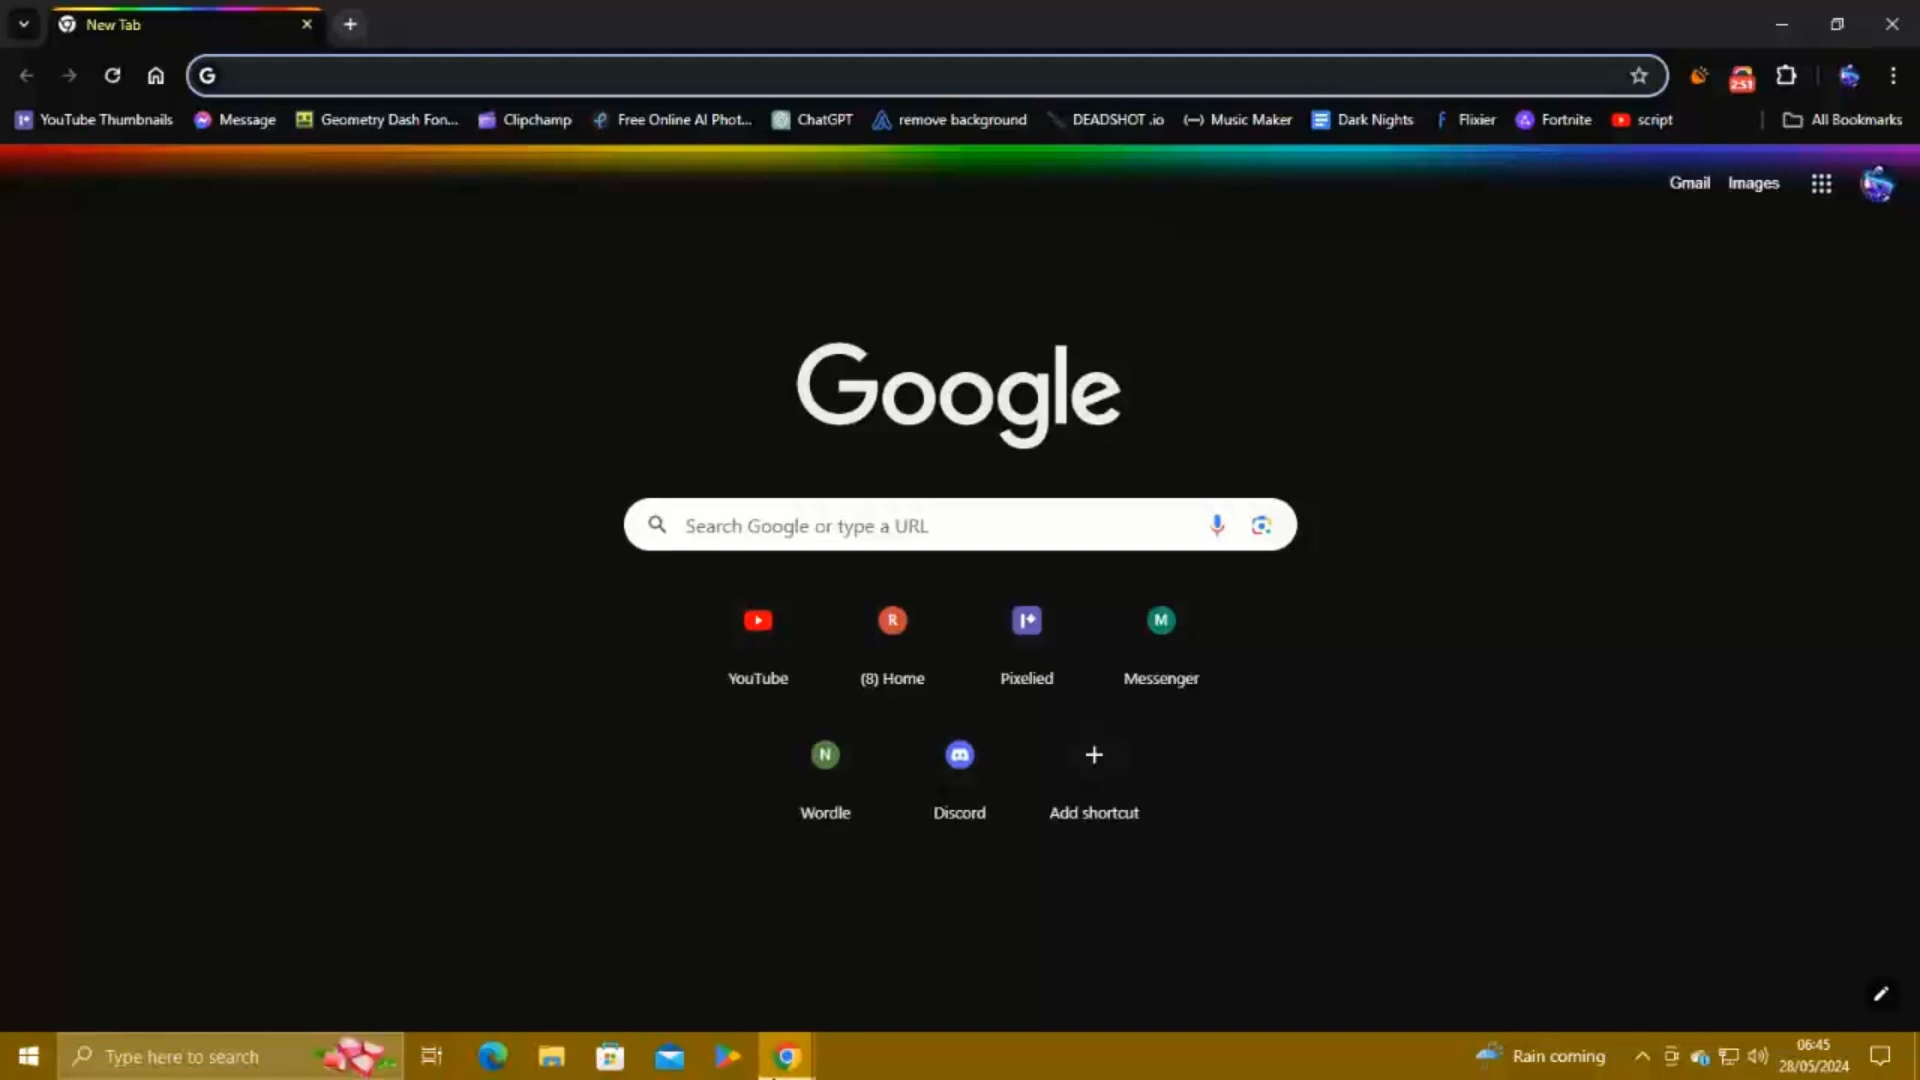 New Tab
G
2:51
YouTube Thumbnails Message Geometry Dash Fon... Clipchamp Free Online AI Phot... ChatGPT remove background DEADSHOT .io Music Maker Dark Nights Flixier Fortnite script All Bookmarks
Gmail Images
Google
Search Google or type a URL
R M
YouTube (8) Home Pixelied Messenger
N
Wordle Discord Add shortcut
Type here to search Rain coming 06:45
28/05/2024